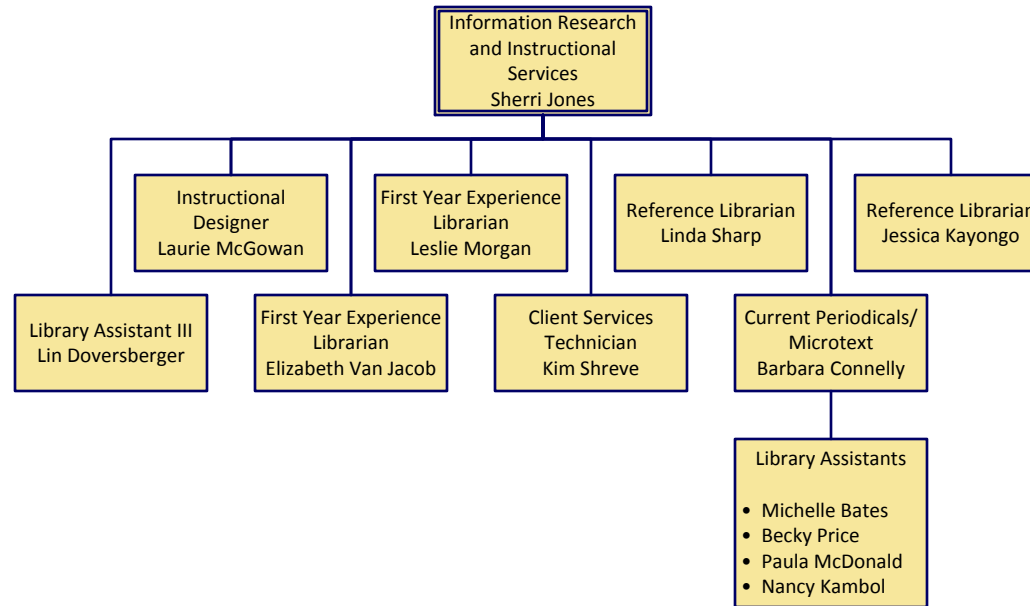 Information Research
and Instructional
Services
Sherri Jones
Instructional
Designer
Laurie McGowan
First Year Experience
Librarian
Leslie Morgan
Reference Librarian
Linda Sharp
Reference Librarian
Jessica Kayongo
Library Assistant III
Lin Doversberger
First Year Experience
Librarian
Elizabeth Van Jacob
Client Services
Technician
Kim Shreve
Current Periodicals/
Microtext
Barbara Connelly
Library Assistants
• Michelle Bates
• Becky Price
• Paula McDonald
• Nancy Kambol